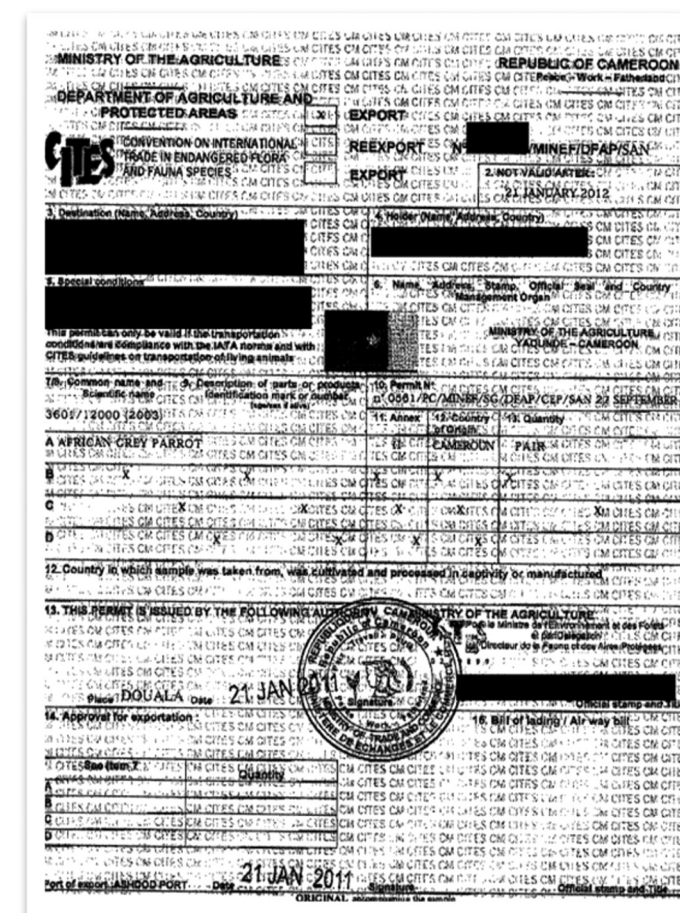 MINISTRY OF THE AGRICULTURE
REPUBLIC OF CAMEROON
Peace – Work – Fatherland
DEPARTMENT OF AGRICULTURE AND
PROTECTED AREAS
x EXPORT
CITES
CONVENTION ON INTERNATIONAL
TRADE IN ENDANGERED FLORA
AND FAUNA SPECIES
REEXPORT
N° /MINEF/DFAP/SAN
EXPORT
2. NOT VALID AFTER:
21 JANUARY 2012
3. Destination (Name, Address, Country)
4. Holder (Name, Address, Country)
5. Special conditions
6. Name, Address, Stamp, Official Seal and Country
Management Organ
This permit can only be valid if the transportation
conditions are compliance with the IATA norms and with
CITES guidelines on transportation of living animals
MINISTRY OF THE AGRICULTURE
YAOUNDE – CAMEROON
7/8. Common name and
Scientific name
9. Description of parts or products
Identification mark or number
10. Permit N°
n° 0561/PC/MINEF/SG/DFAP/CEP/SAN 22 SEPTEMBER
3601/12000 (2003)
11. Annex
12. Country
of Origin
13. Quantity
A AFRICAN GREY PARROT
II
CAMEROUN
PAIR
B X X X X X
C X X X X X
D X X X X
12. Country in which sample was taken from, was cultivated and processed in captivity or manufactured
13. THIS PERMIT IS ISSUED BY THE FOLLOWING AUTHORITY
MINISTRY OF THE AGRICULTURE
Republic of Cameroon
Pour le Ministre de l'Environnement et des Forets
et par Delegation
Directeur de la Faune et des Aires Protégées
Place DOUALA Date 21 JAN 2011
Signature
Official stamp and
14. Approval for exportation :
15. Bill of lading / Air way bill
See item 7
Quantity
A
B
C
D
Port of export: ASHDOD PORT Date 21 JAN 2011 Signature Official stamp and Title
ORIGINAL accompanies the sample